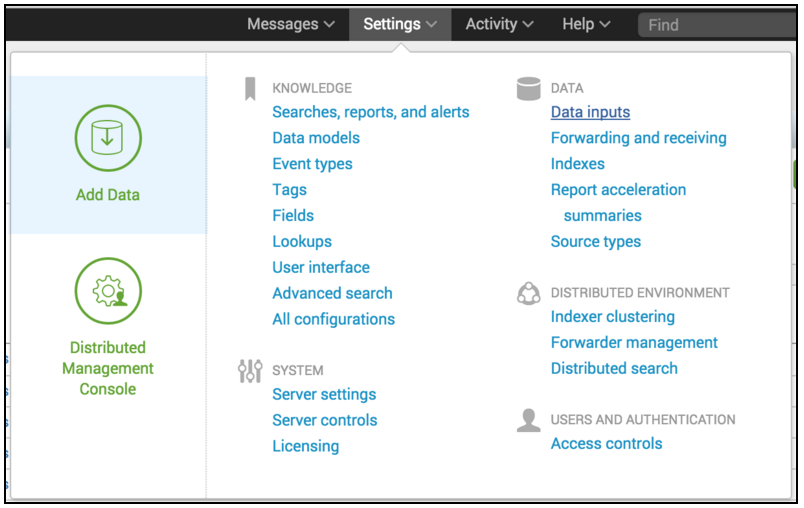 Messages Settings Activity Help Find
Add Data
Distributed
Management
Console
KNOWLEDGE
Searches, reports, and alerts
Data models
Event types
Tags
Fields
Lookups
User interface
Advanced search
All configurations
SYSTEM
Server settings
Server controls
Licensing
DATA
Data inputs
Forwarding and receiving
Indexes
Report acceleration
summaries
Source types
DISTRIBUTED ENVIRONMENT
Indexer clustering
Forwarder management
Distributed search
USERS AND AUTHENTICATION
Access controls